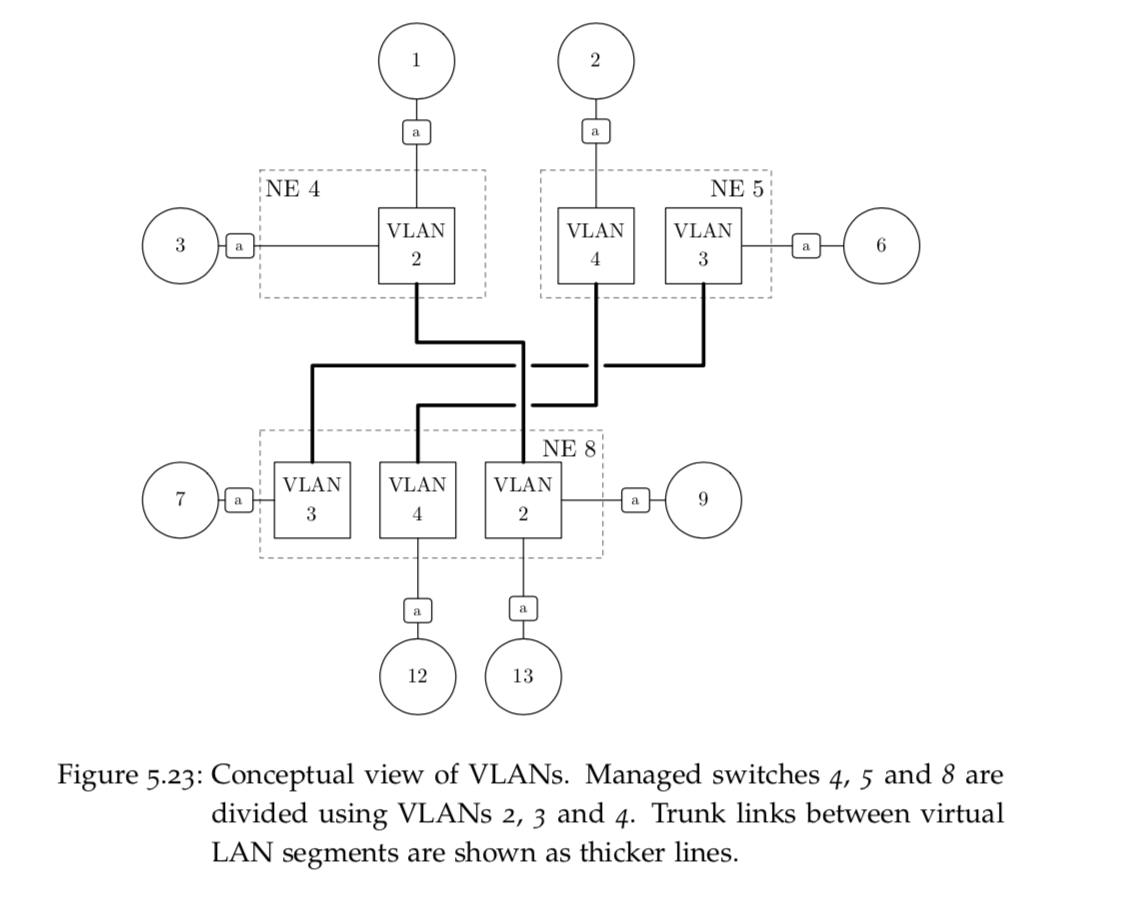 1
2
a
a
NE 4
NE 5
3
a
VLAN
2
VLAN
4
VLAN
3
a
6
NE 8
7
a
VLAN
3
VLAN
4
VLAN
2
a
9
a
a
12
13
Figure 5.23: Conceptual view of VLANs. Managed switches 4, 5 and 8 are
divided using VLANs 2, 3 and 4. Trunk links between virtual
LAN segments are shown as thicker lines.